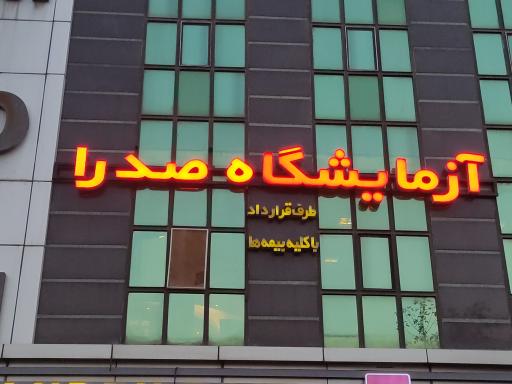 آزمایشگاه صدرا
طرف قرارداد
با کلیه بیمه ها